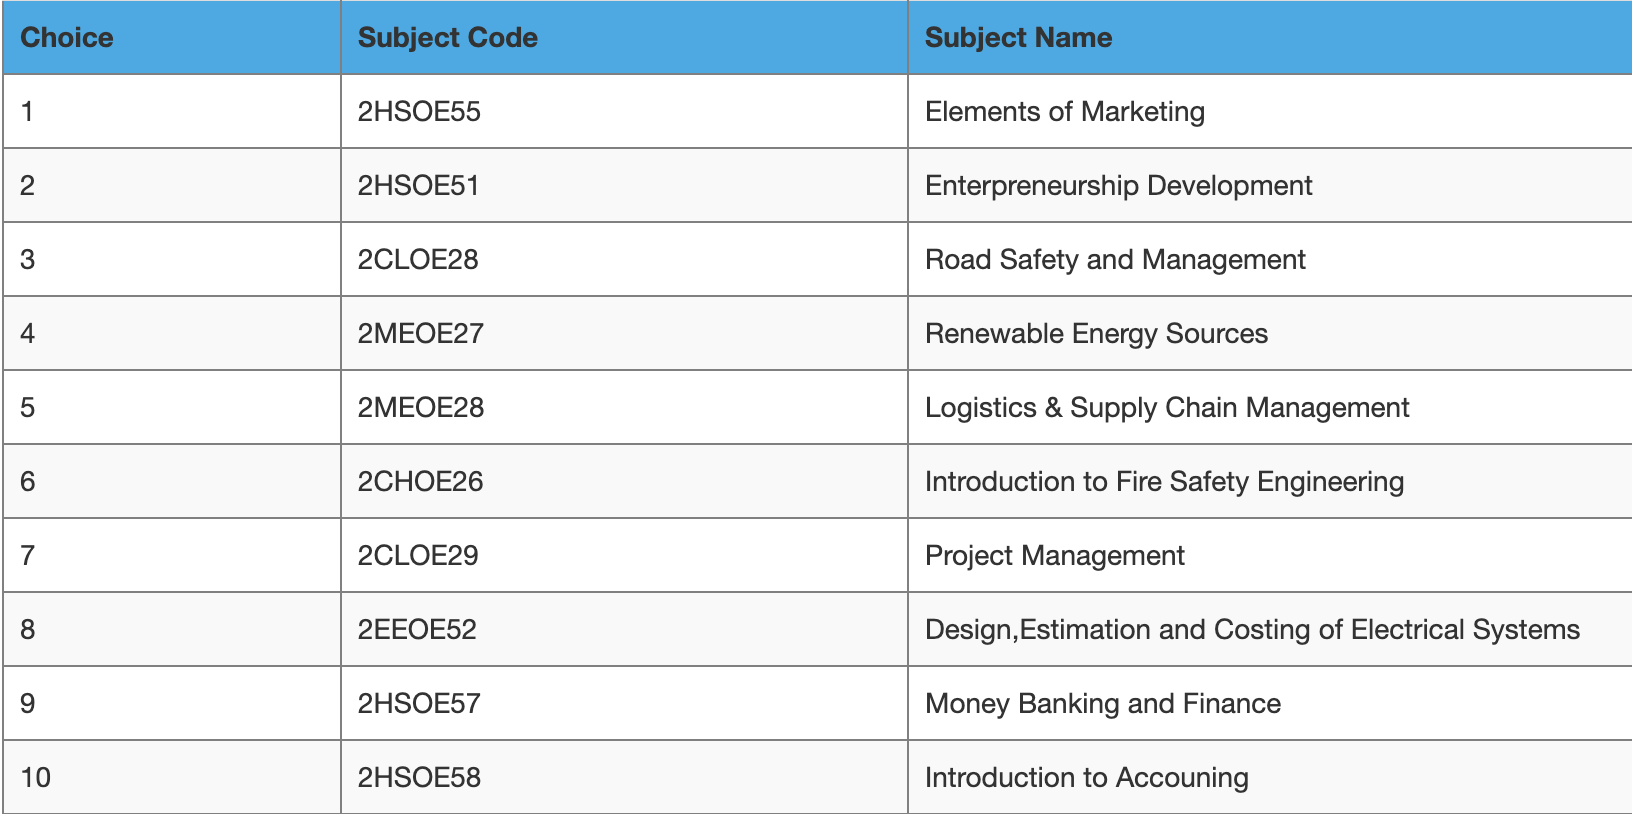 Choice Subject Code Subject Name
1 2HSOE55 Elements of Marketing
2 2HSOE51 Enterpreneurship Development
3 2CLOE28 Road Safety and Management
4 2MEOE27 Renewable Energy Sources
5 2MEOE28 Logistics & Supply Chain Management
6 2CHOE26 Introduction to Fire Safety Engineering
7 2CLOE29 Project Management
8 2EEOE52 Design,Estimation and Costing of Electrical Systems
9 2HSOE57 Money Banking and Finance
10 2HSOE58 Introduction to Accouning